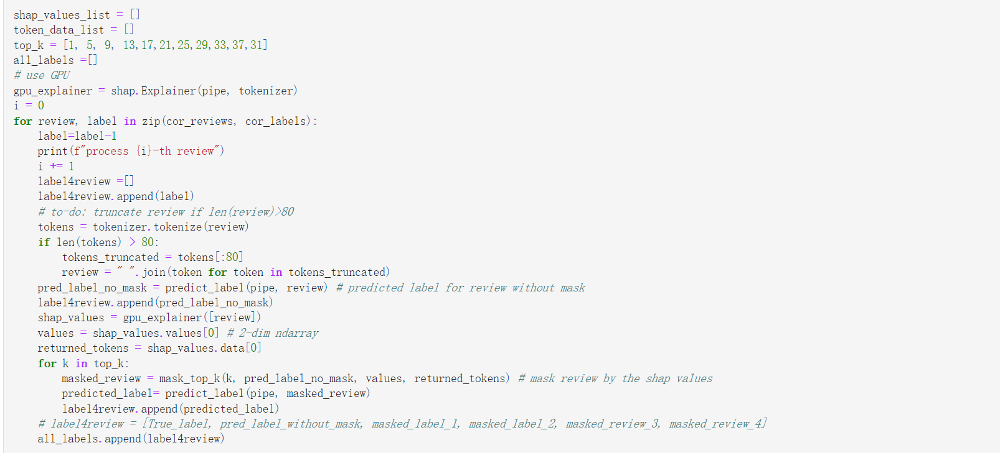 shap_values_list = []
token_data_list = []
top_k = [1, 5, 9, 13,17,21,25,29,33,37,31]
all_labels =[]
# use GPU
gpu_explainer = shap.Explainer(pipe, tokenizer)
i = 0
for review, label in zip(cor_reviews, cor_labels):
    label=label-1
    print(f"process {i}-th review")
    i += 1
    label4review =[]
    label4review.append(label)
    # to-do: truncate review if len(review)>80
    tokens = tokenizer.tokenize(review)
    if len(tokens) > 80:
        tokens_truncated = tokens[:80]
        review = " ".join(token for token in tokens_truncated)
    pred_label_no_mask = predict_label(pipe, review) # predicted label for review without mask
    label4review.append(pred_label_no_mask)
    shap_values = gpu_explainer([review])
    values = shap_values.values[0] # 2-dim ndarray
    returned_tokens = shap_values.data[0]
    for k in top_k:
        masked_review = mask_top_k(k, pred_label_no_mask, values, returned_tokens) # mask review by the shap values
        predicted_label= predict_label(pipe, masked_review)
        label4review.append(predicted_label)
    # label4review = [True_label, pred_label_without_mask, masked_label_1, masked_label_2, masked_review_3, masked_review_4]
    all_labels.append(label4review)